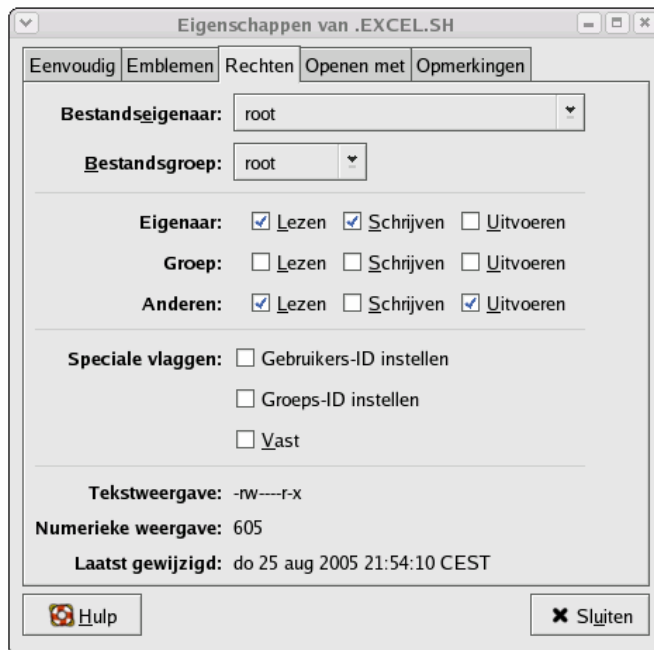 Eigenschappen van .EXCEL.SH
Eenvoudig Emblemen Rechten Openen met Opmerkingen
Bestandseigenaar: root
Bestandsgroep: root
Eigenaar: Lezen Schrijven Uitvoeren
Groep: Lezen Schrijven Uitvoeren
Anderen: Lezen Schrijven Uitvoeren
Speciale vlaggen: Gebruikers-ID instellen
Groeps-ID instellen
Vast
Tekstweergave: -rw----r-x
Numerieke weergave: 605
Laatst gewijzigd: do 25 aug 2005 21:54:10 CEST
Hulp Sluiten